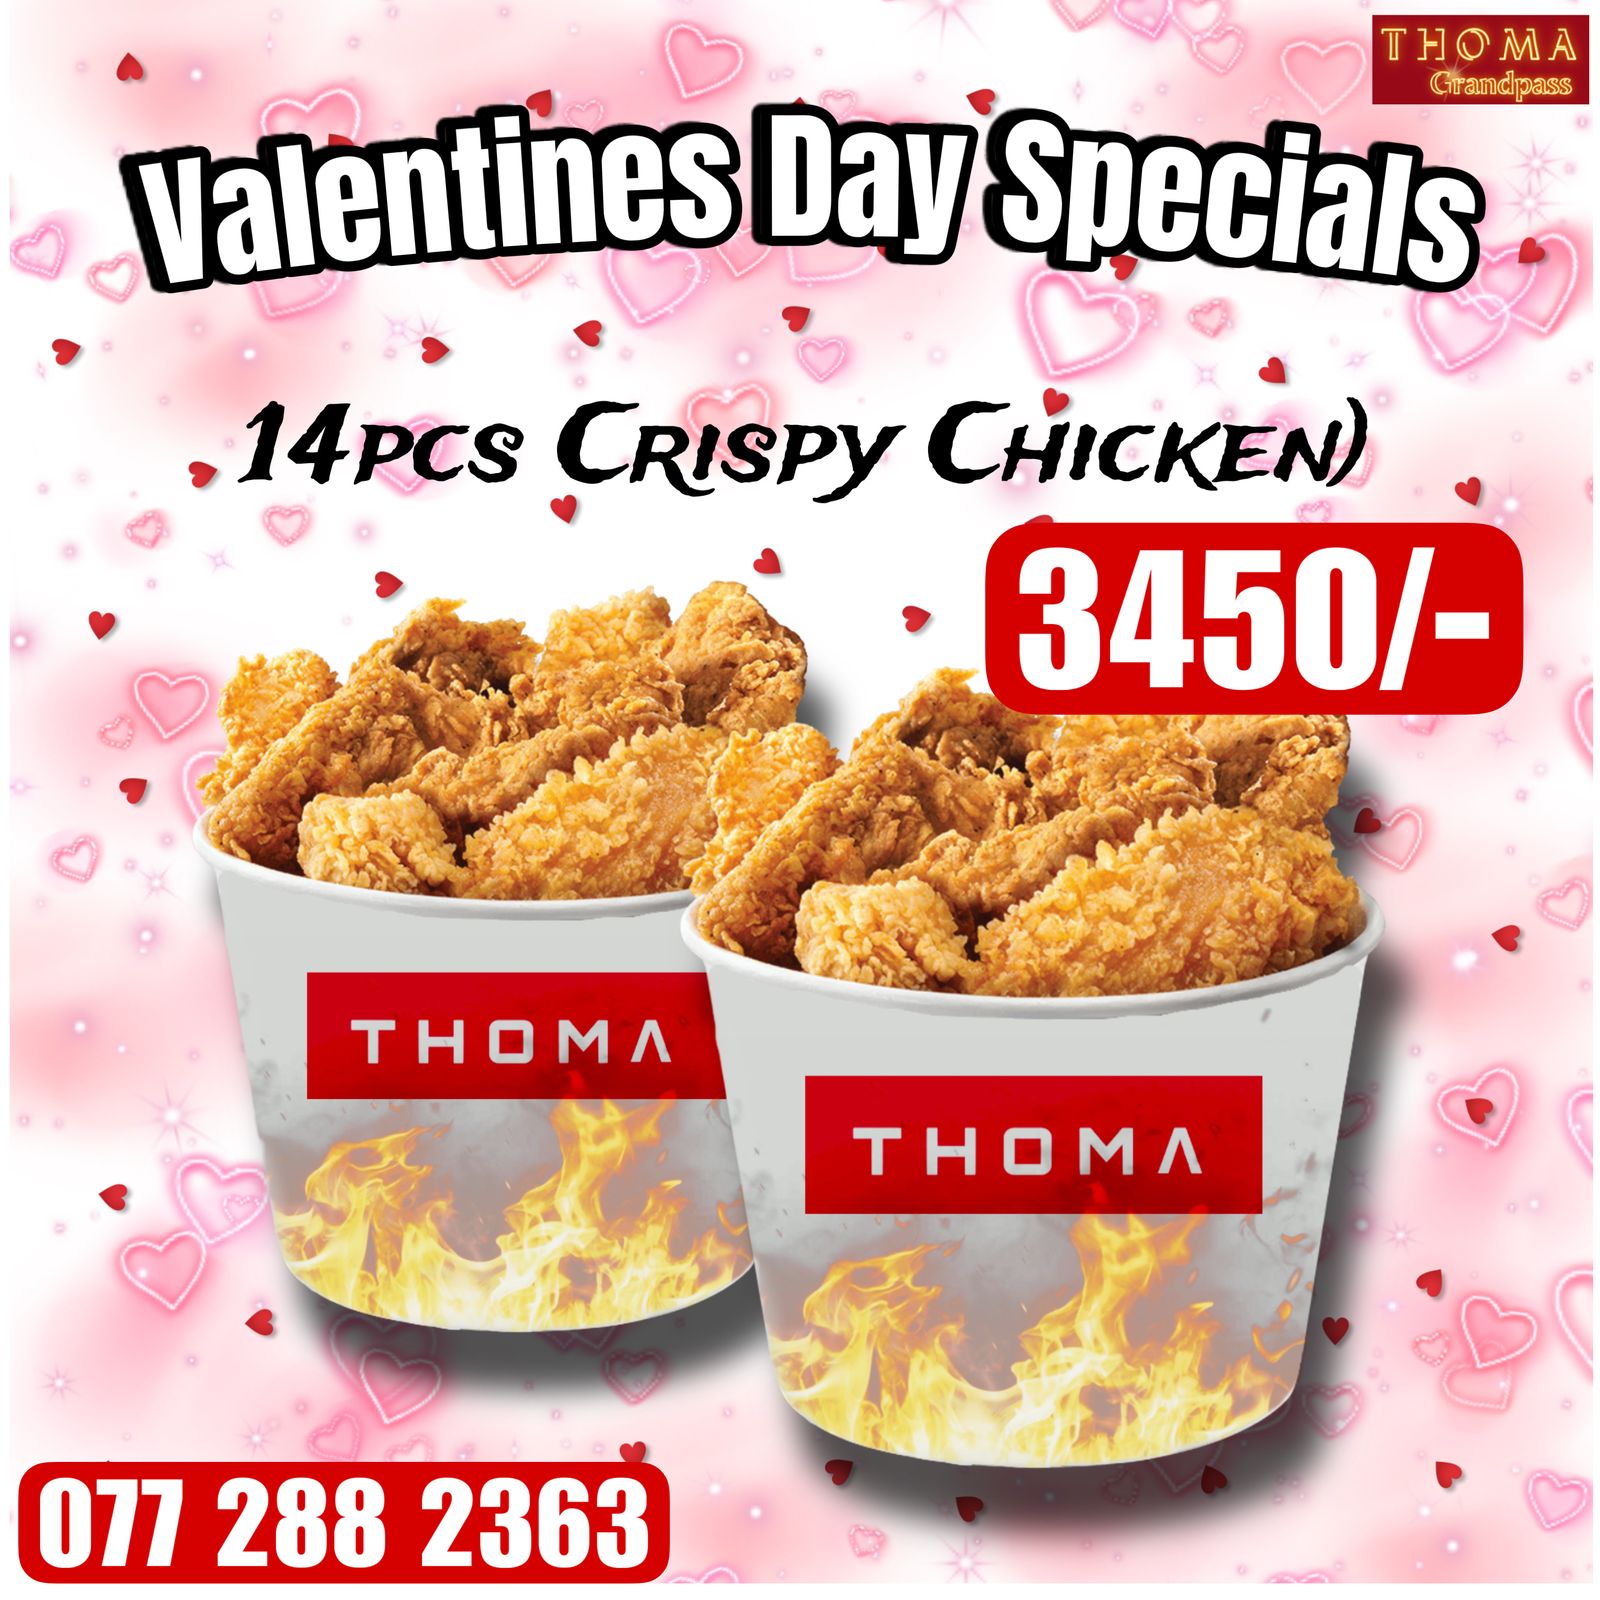 THOMA
Grandpass
Valentines Day Specials
14pcs Crispy Chicken)
3450/-
THOMA
THOMA
077 288 2363